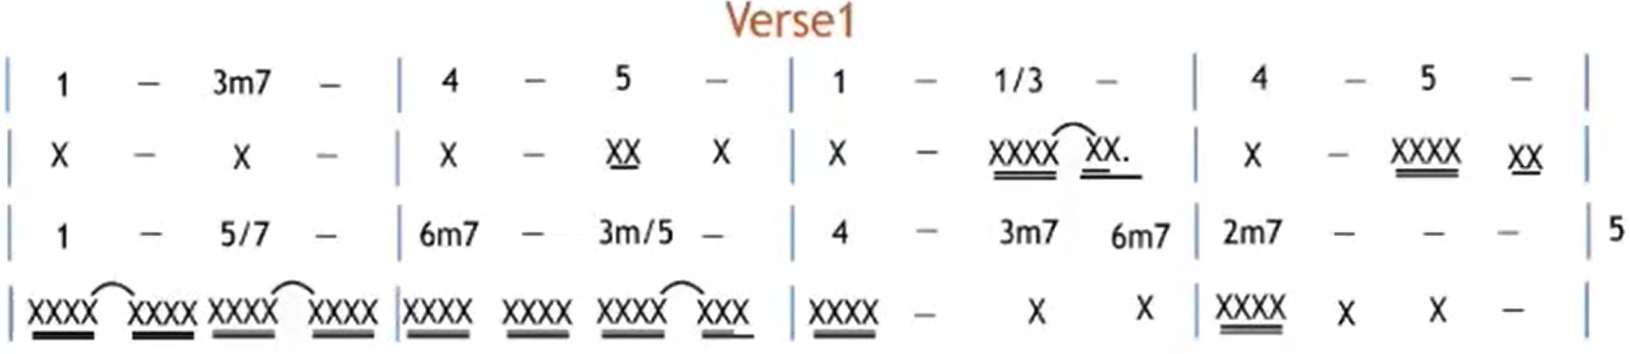 Verse1
| 1 – 3m7 – | 4 – 5 – | 1 – 1/3 – | 4 – 5 – |
| X – X – | X – XX X | X – XXXX XX. | X – XXXX XX |
| 1 – 5/7 – | 6m7 – 3m/5 – | 4 – 3m7 6m7 | 2m7 – – – | 5
| XXXX XXXX XXXX XXXX | XXXX XXXX XXXX XXX | XXXX – X X | XXXX X X – |